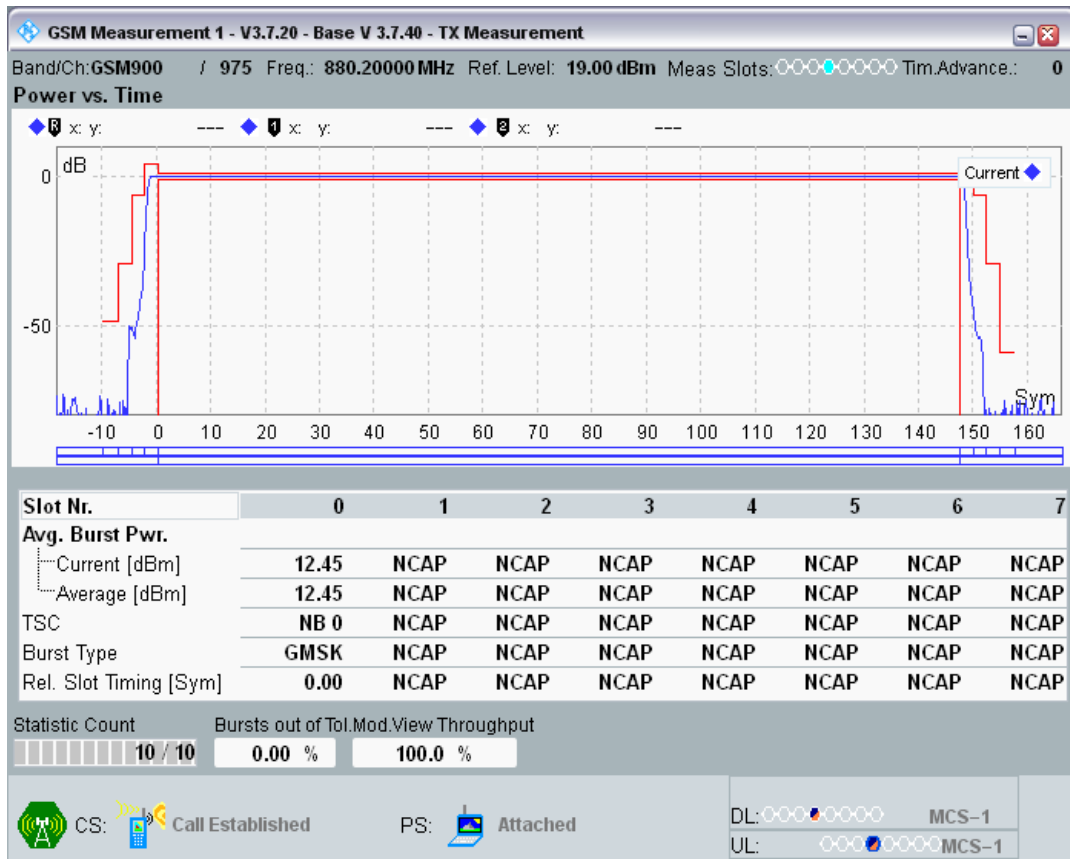 GSM Measurement 1 - V3.7.20 - Base V 3.7.40 - TX Measurement
Band/Ch:GSM900 / 975 Freq.: 880.20000 MHz Ref. Level: 19.00 dBm Meas Slots: Tim.Advance.: 0
Power vs. Time
R x: y: --- 1 x: y: --- 2 x: y: ---
dB
Current
0
-50
Sym
-10 0 10 20 30 40 50 60 70 80 90 100 110 120 130 140 150 160
Slot Nr. 0 1 2 3 4 5 6 7
Avg. Burst Pwr.
Current [dBm] 12.45 NCAP NCAP NCAP NCAP NCAP NCAP NCAP
Average [dBm] 12.45 NCAP NCAP NCAP NCAP NCAP NCAP NCAP
TSC NB 0 NCAP NCAP NCAP NCAP NCAP NCAP NCAP
Burst Type GMSK NCAP NCAP NCAP NCAP NCAP NCAP NCAP
Rel. Slot Timing [Sym] 0.00 NCAP NCAP NCAP NCAP NCAP NCAP NCAP
Statistic Count Bursts out of Tol. Mod.View Throughput
10 / 10 0.00 % 100.0 %
CS: Call Established PS: Attached DL: MCS-1
UL: MCS-1